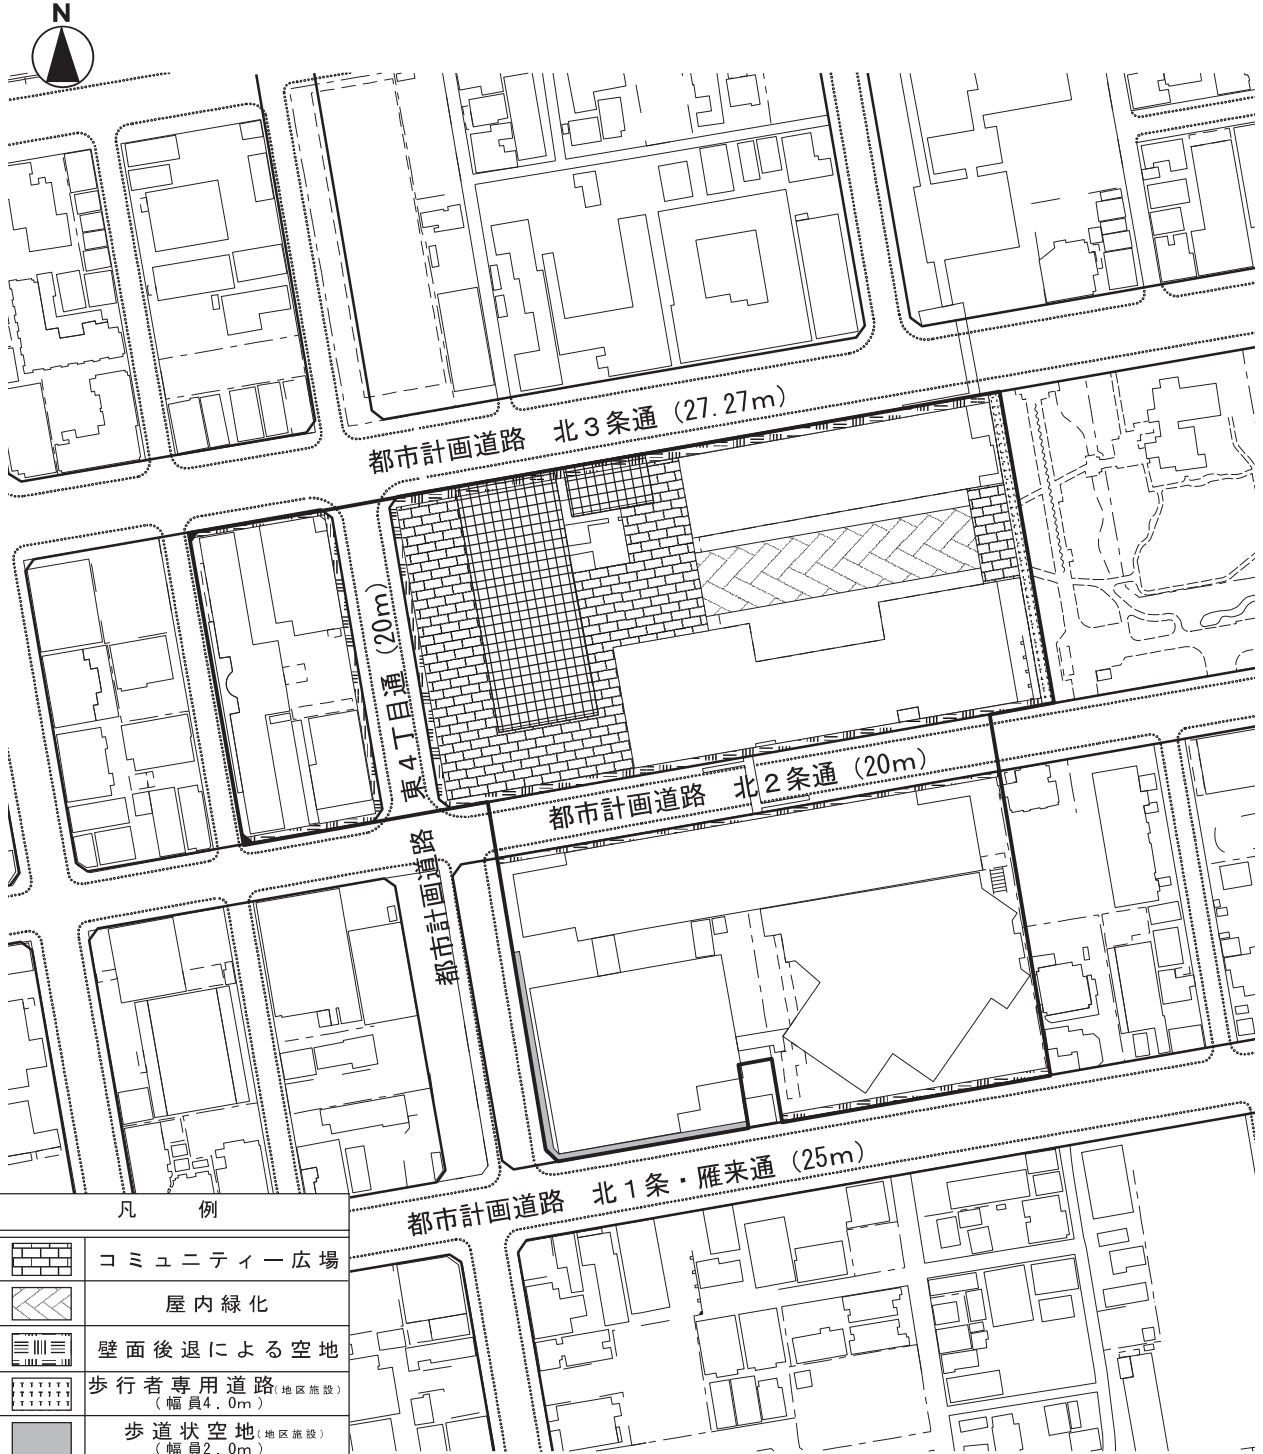 N
都市計画道路　北3条通（27.27m）
東4丁目通（20m）
都市計画道路　北2条通（20m）
都市計画道路
都市計画道路　北1条・雁来通（25m）
凡　例
コミュニティー広場
屋内緑化
壁面後退による空地
歩行者専用道路（地区施設）
（幅員4.0m）
歩道状空地（地区施設）
（幅員2.0m）